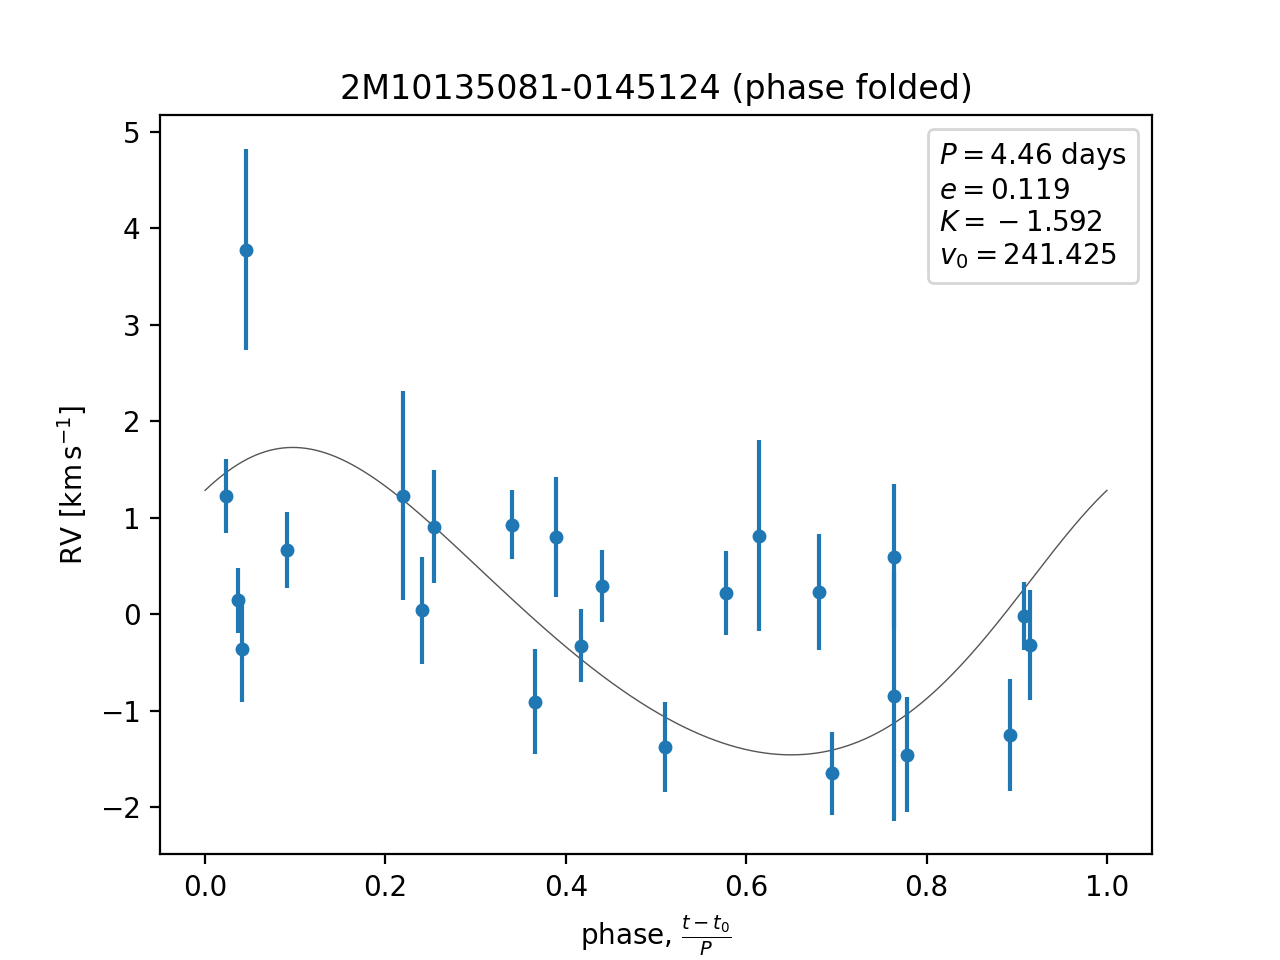 2M10135081-0145124 (phase folded)
P = 4.46 days
e = 0.119
K = −1.592
v₀ = 241.425
RV [km s⁻¹]
5
4
3
2
1
0
−1
−2
0.0 0.2 0.4 0.6 0.8 1.0
phase, (t − t₀)/P